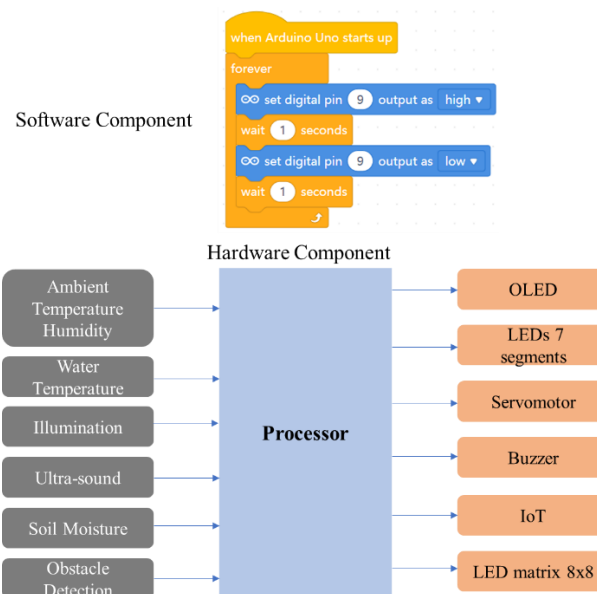 when Arduino Uno starts up
forever
set digital pin 9 output as high
wait 1 seconds
set digital pin 9 output as low
wait 1 seconds
Software Component
Hardware Component
Ambient
Temperature
Humidity
Water
Temperature
Illumination
Ultra-sound
Soil Moisture
Obstacle
Detection
Processor
OLED
LEDs 7
segments
Servomotor
Buzzer
IoT
LED matrix 8x8